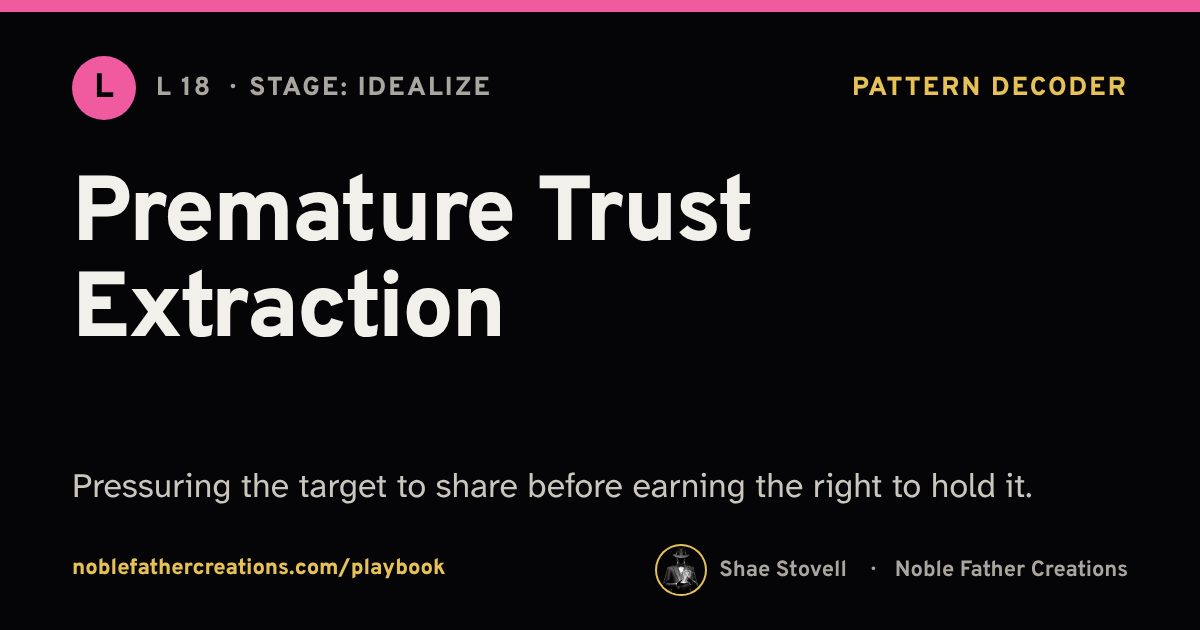 L
L 18 · STAGE: IDEALIZE
PATTERN DECODER
Premature Trust
Extraction
Pressuring the target to share before earning the right to hold it.
noblefathercreations.com/playbook
Shae Stovell · Noble Father Creations